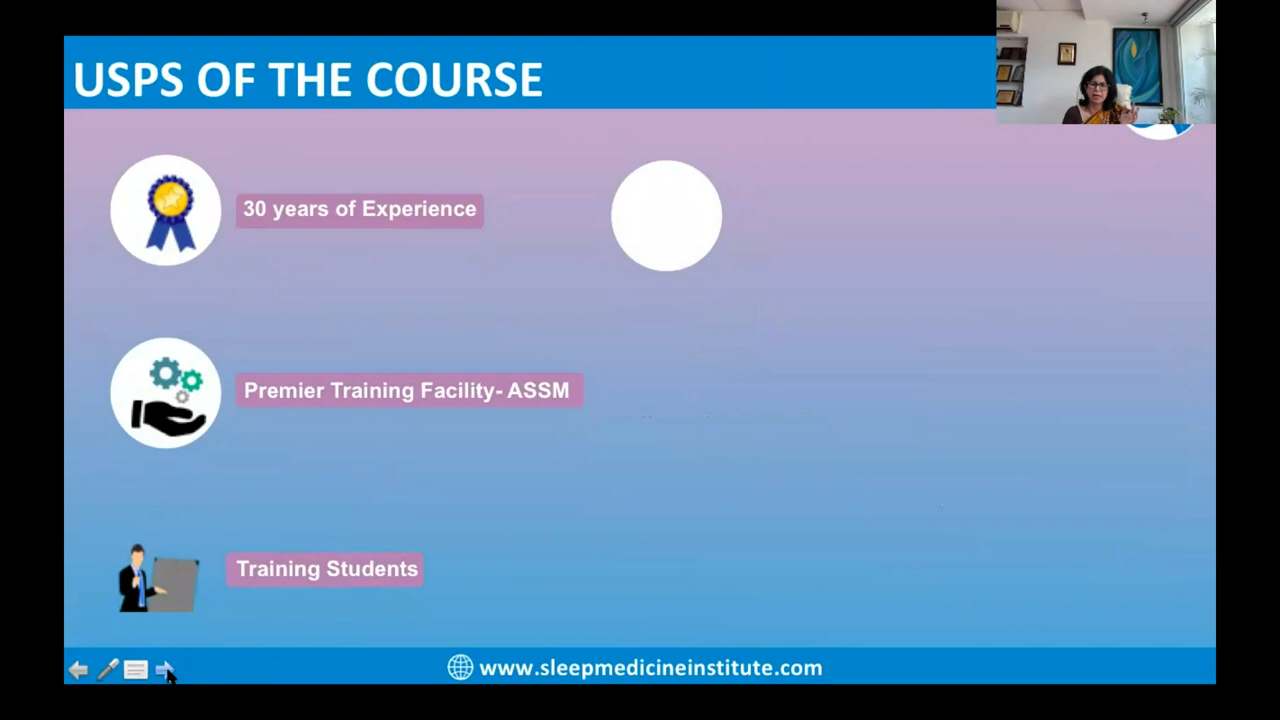 USPS OF THE COURSE
30 years of Experience
Premier Training Facility- ASSM
Training Students
www.sleepmedicineinstitute.com